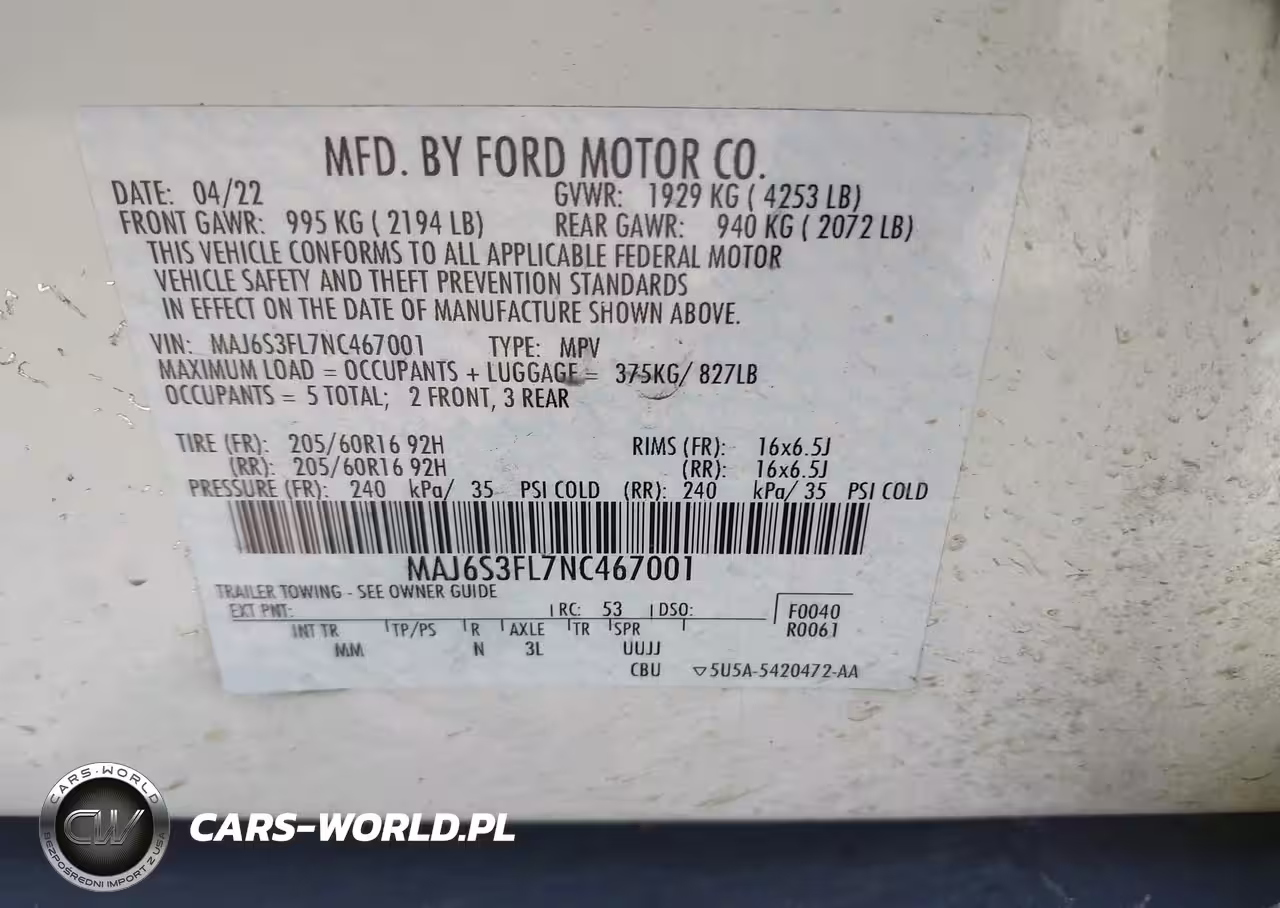 MFD. BY FORD MOTOR CO.
DATE: 04/22 GVWR: 1929 KG ( 4253 LB)
FRONT GAWR: 995 KG ( 2194 LB) REAR GAWR: 940 KG ( 2072 LB)
THIS VEHICLE CONFORMS TO ALL APPLICABLE FEDERAL MOTOR
VEHICLE SAFETY AND THEFT PREVENTION STANDARDS
IN EFFECT ON THE DATE OF MANUFACTURE SHOWN ABOVE.
VIN: MAJ6S3FL7NC467001 TYPE: MPV
MAXIMUM LOAD = OCCUPANTS + LUGGAGE = 375KG/ 827LB
OCCUPANTS = 5 TOTAL; 2 FRONT, 3 REAR
TIRE (FR): 205/60R16 92H RIMS (FR): 16x6.5J
(RR): 205/60R16 92H (RR): 16x6.5J
PRESSURE (FR): 240 kPa/ 35 PSI COLD (RR): 240 kPa/ 35 PSI COLD
MAJ6S3FL7NC467001
TRAILER TOWING - SEE OWNER GUIDE
EXT PNT: RC: 53 DSO: F0040
INT TR TP/PS R AXLE TR SPR R0061
MM N 3L UUJJ
CBU ▽5U5A-5420472-AA
CARS-WORLD
CW
BEZPOŚREDNI IMPORT Z USA
CARS-WORLD.PL